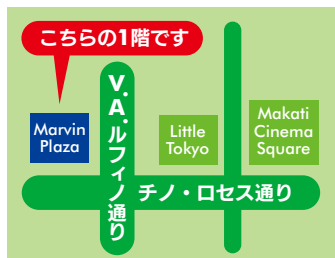 こちらの1階です
V.A.ルフィノ通り
Marvin
Plaza
Little
Tokyo
Makati
Cinema
Square
チノ・ロセス通り